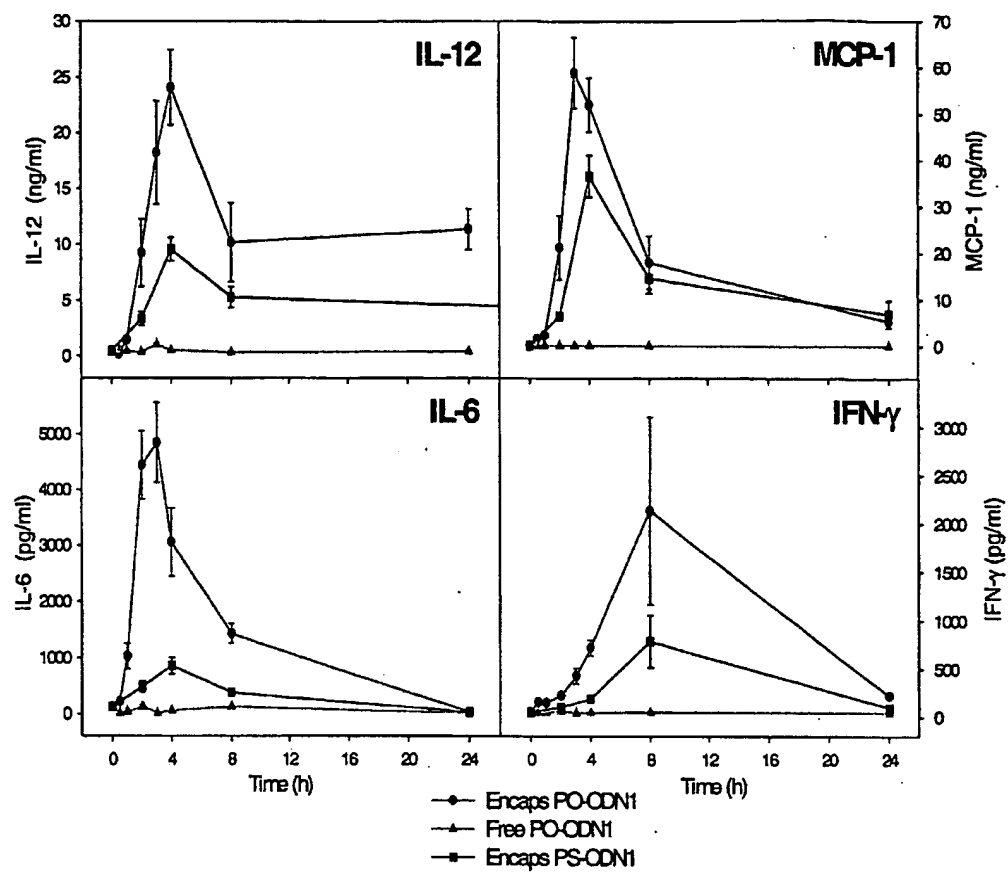 IL-12
MCP-1
30
25
20
15
10
5
0
IL-12 (ng/ml)
70
60
50
40
30
20
10
0
MCP-1 (ng/ml)
IL-6
IFN-γ
5000
4000
3000
2000
1000
0
IL-6 (pg/ml)
3000
2500
2000
1500
1000
500
0
IFN-γ (pg/ml)
0 4 8 12 16 20 24
0 4 8 12 16 20 24
Time (h)
Time (h)
Encaps PO-ODN1
Free PO-ODN1
Encaps PS-ODN1